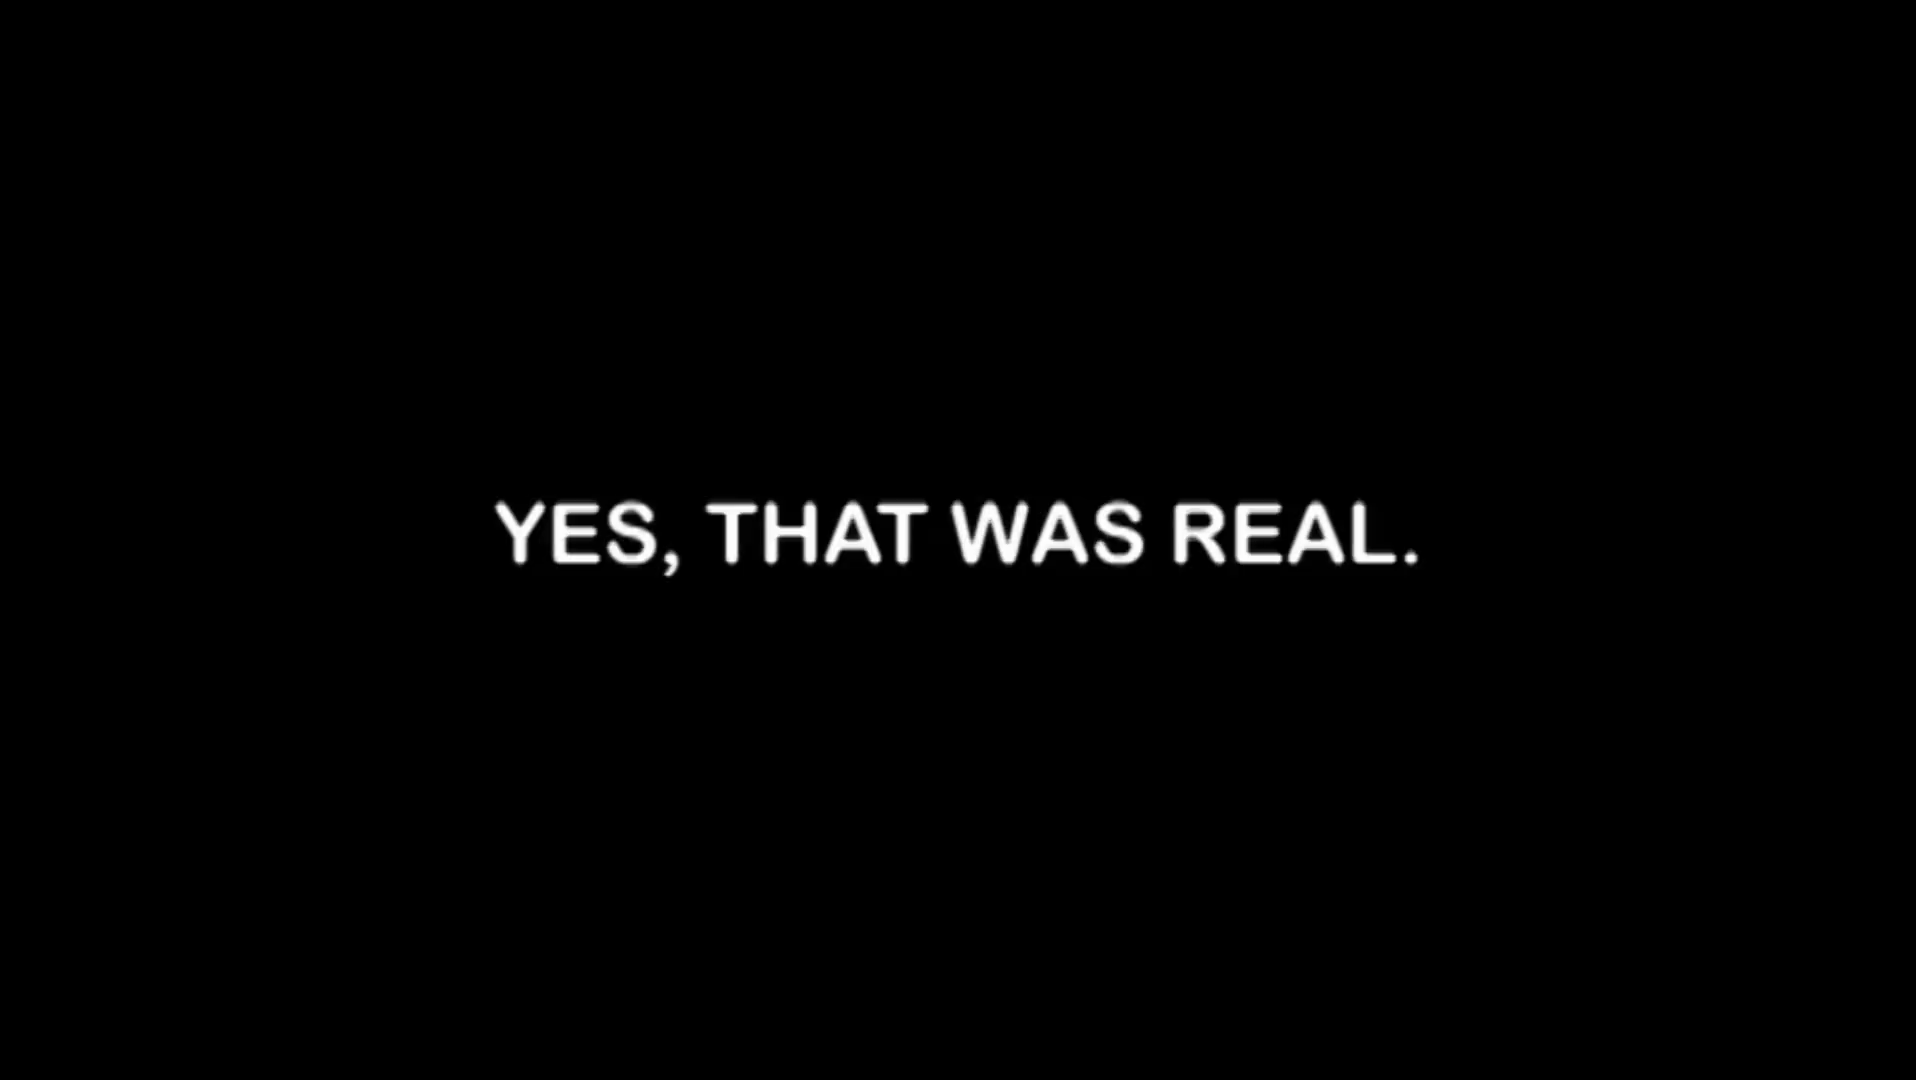 YES, THAT WAS REAL.